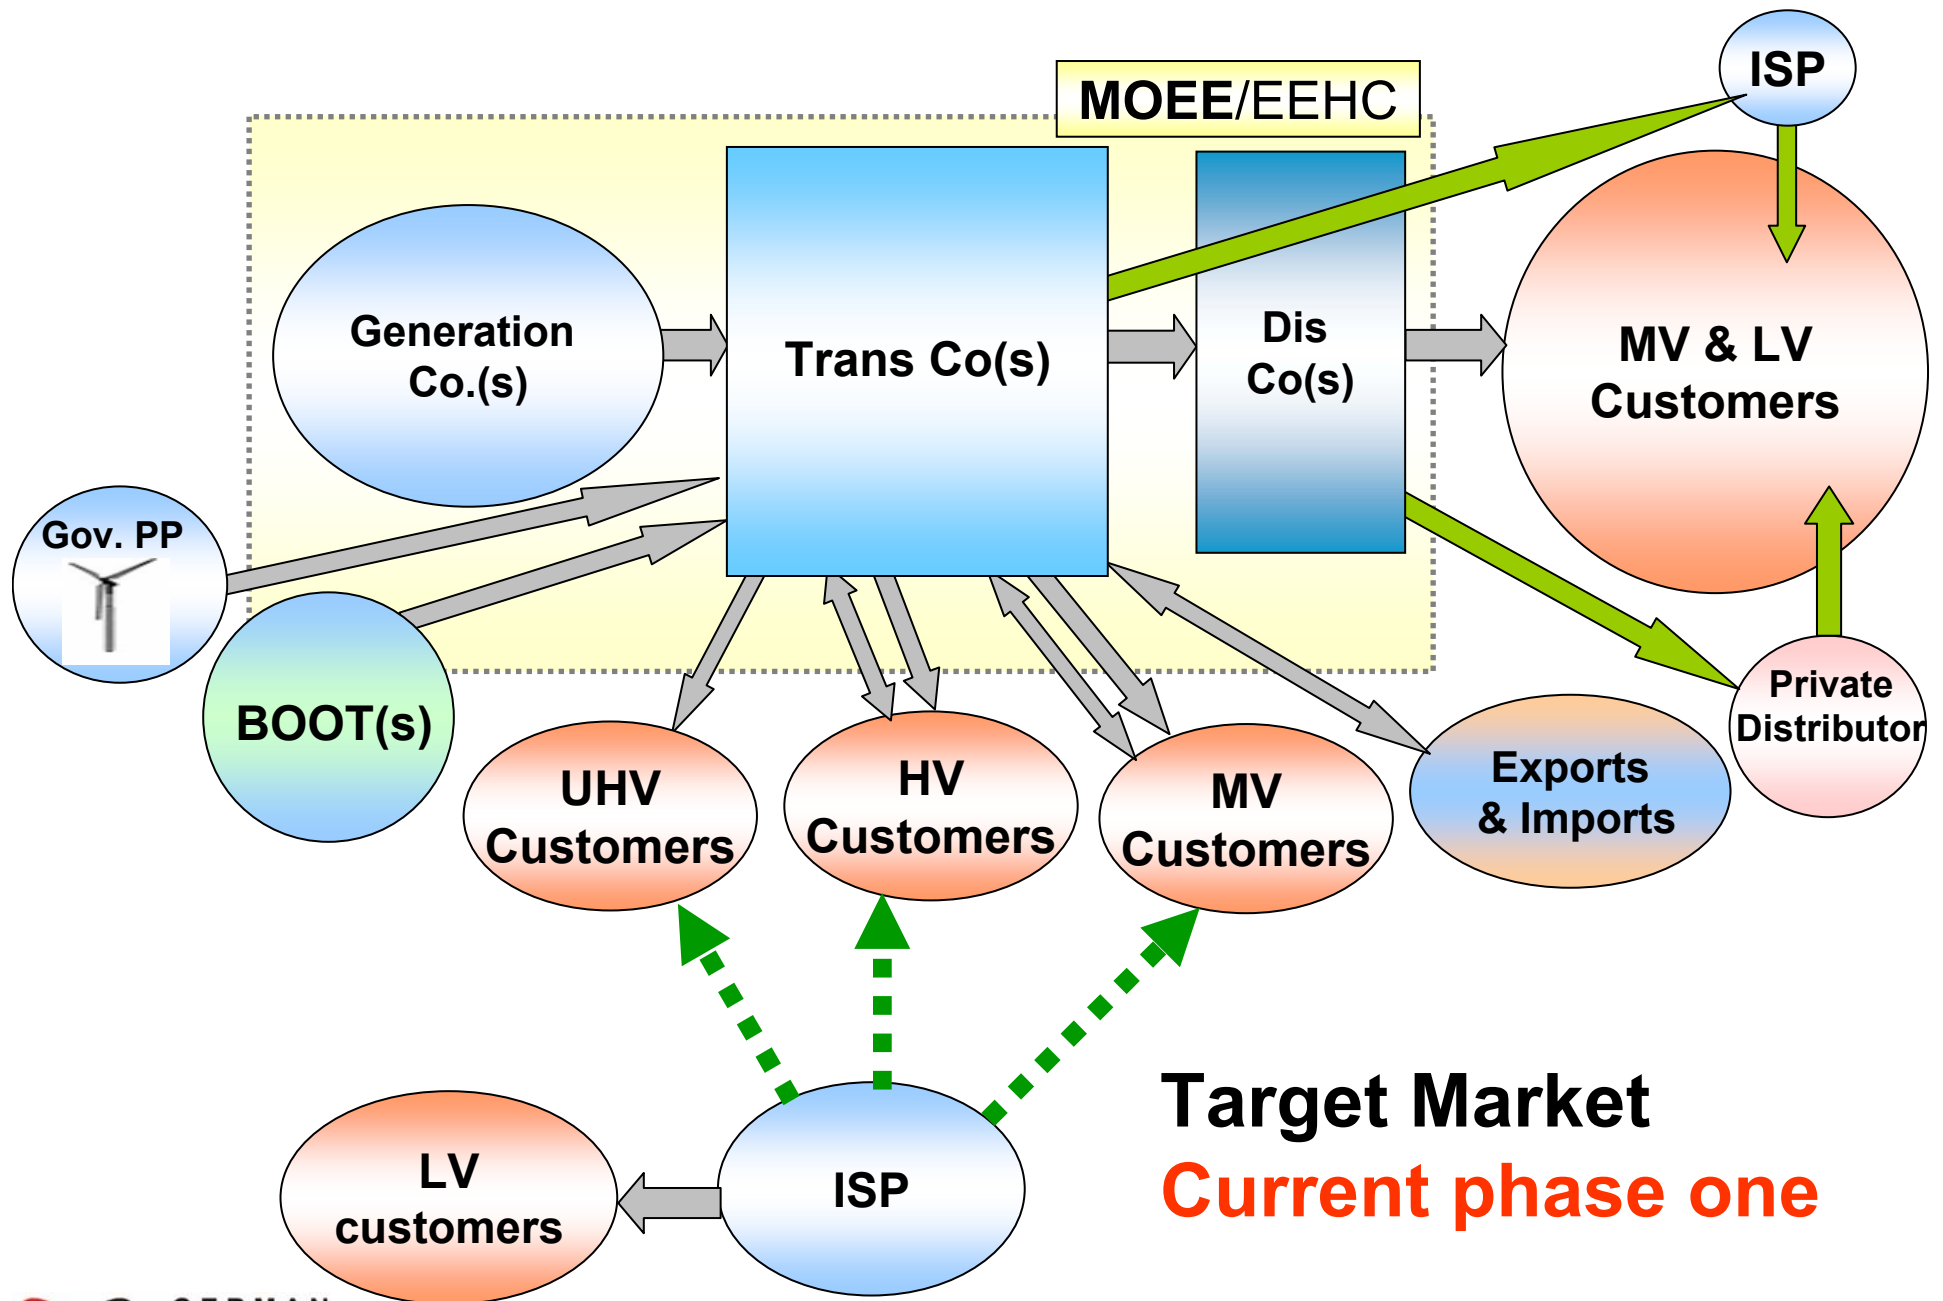 ISP
MOEE/EEHC
Generation
Co.(s)
Trans Co(s)
Dis
Co(s)
MV & LV
Customers
Gov. PP
BOOT(s)
Private
Distributor
UHV
Customers
HV
Customers
MV
Customers
Exports
& Imports
Target Market
Current phase one
LV
customers
ISP
GERMAN